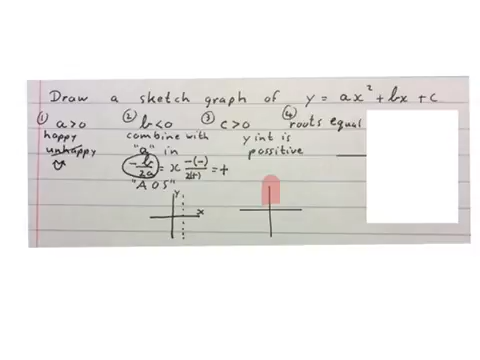 Draw a sketch graph of y = ax² + bx + c
① a>0 ② b<0 ③ c>0 ④ roots equal
happy combine with y int is
unhappy "a" in possitive
-b/2a = x -(-)/2(+) = +
"AOS"
y
x